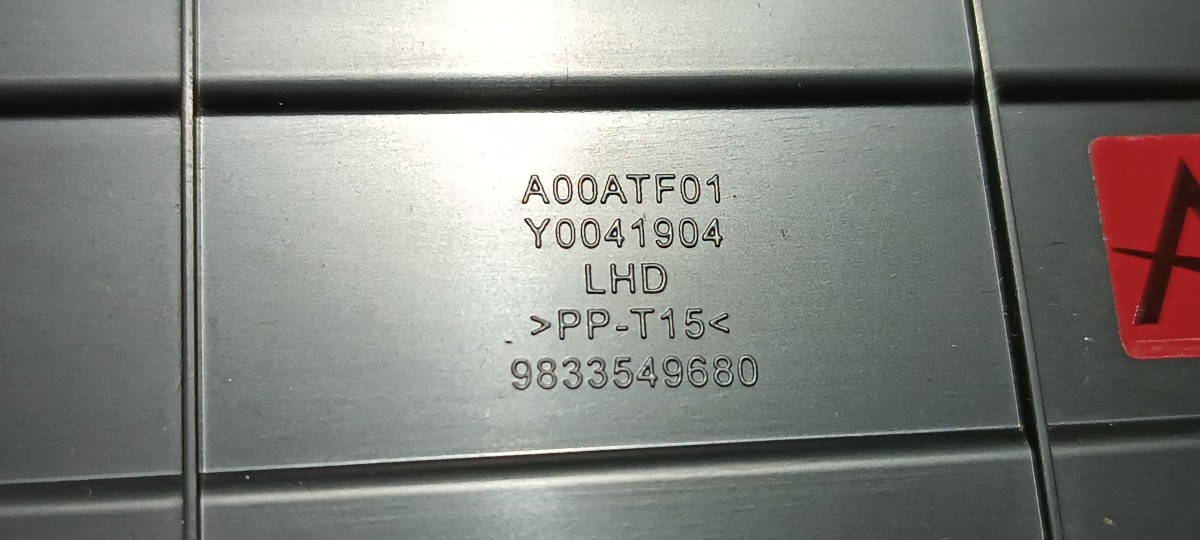 A00ATF01
Y0041904
LHD
>PP-T15<
9833549680